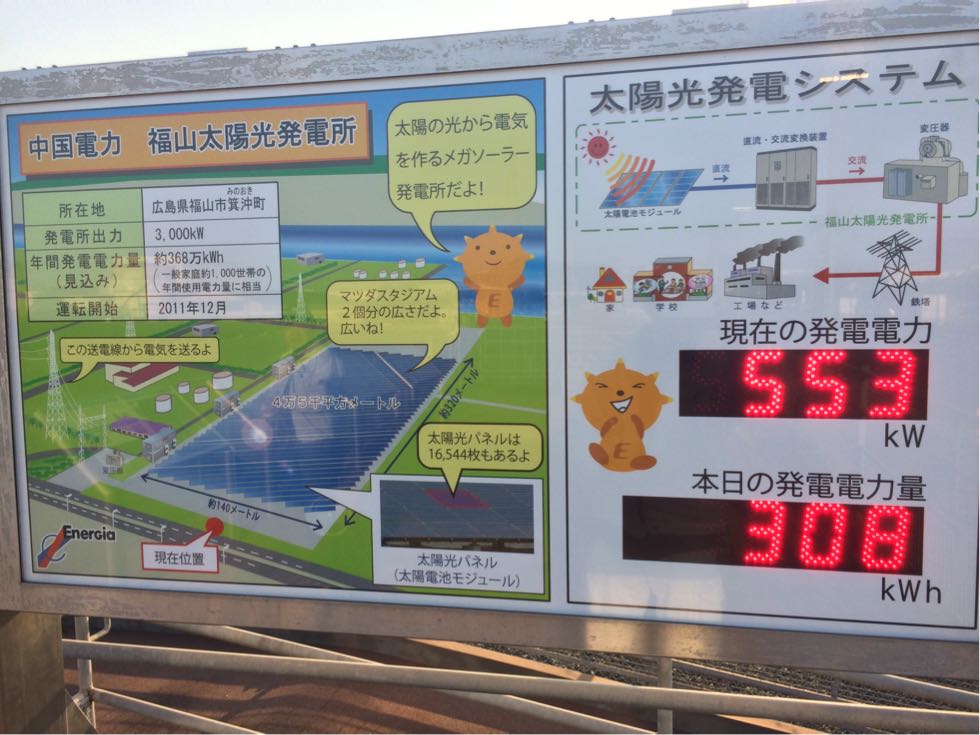 中国電力 福山太陽光発電所
太陽の光から電気
を作るメガソーラー
発電所だよ!
みのおき
所在地 広島県福山市箕沖町
発電所出力 3,000kW
年間発電電力量 約368万kWh
(見込み) (一般家庭約1,000世帯の
年間使用電力量に相当)
運転開始 2011年12月
E
マツダスタジアム
2個分の広さだよ。
広いね!
この送電線から電気を送るよ
4万5千平方メートル
約320メートル
太陽光パネルは
16,544枚もあるよ
変圧器
約140メートル
Energia
現在位置
太陽光パネル
(太陽電池モジュール)
太陽光発電システム
直流・交流変換装置
変圧器
直流
交流
太陽電池モジュール
福山太陽光発電所
家
学校
工場など
鉄塔
現在の発電電力
553
kW
E
本日の発電電力量
308
kWh